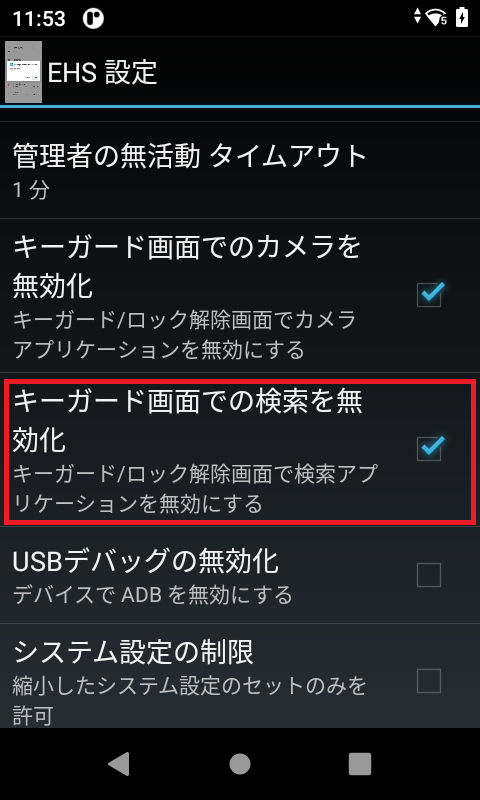 11:53
EHS 設定
管理者の無活動 タイムアウト
1 分
キーガード画面でのカメラを
無効化
キーガード/ロック解除画面でカメラ
アプリケーションを無効にする
キーガード画面での検索を無
効化
キーガード/ロック解除画面で検索アプ
リケーションを無効にする
USBデバッグの無効化
デバイスで ADB を無効にする
システム設定の制限
縮小したシステム設定のセットのみを
許可